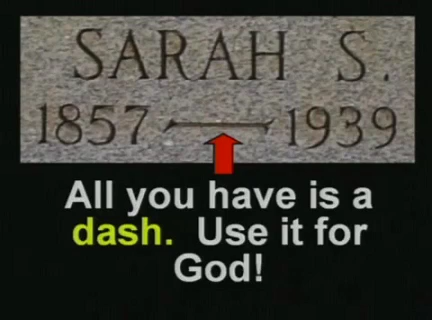 SARAH S.
1857 — 1939
All you have is a
dash. Use it for
God!